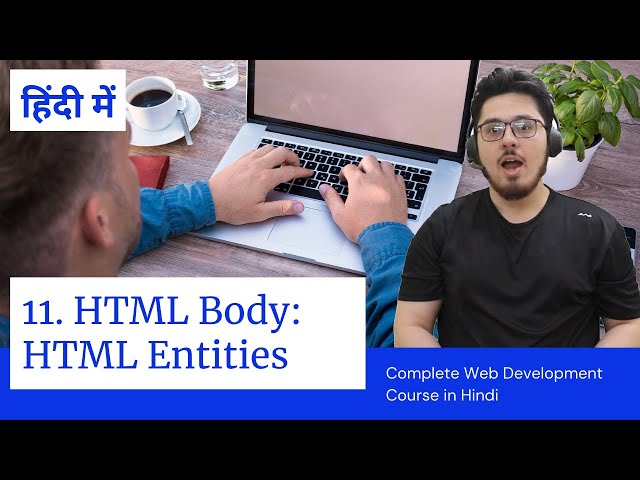 हिंदी में
11. HTML Body:
HTML Entities
Complete Web Development
Course in Hindi